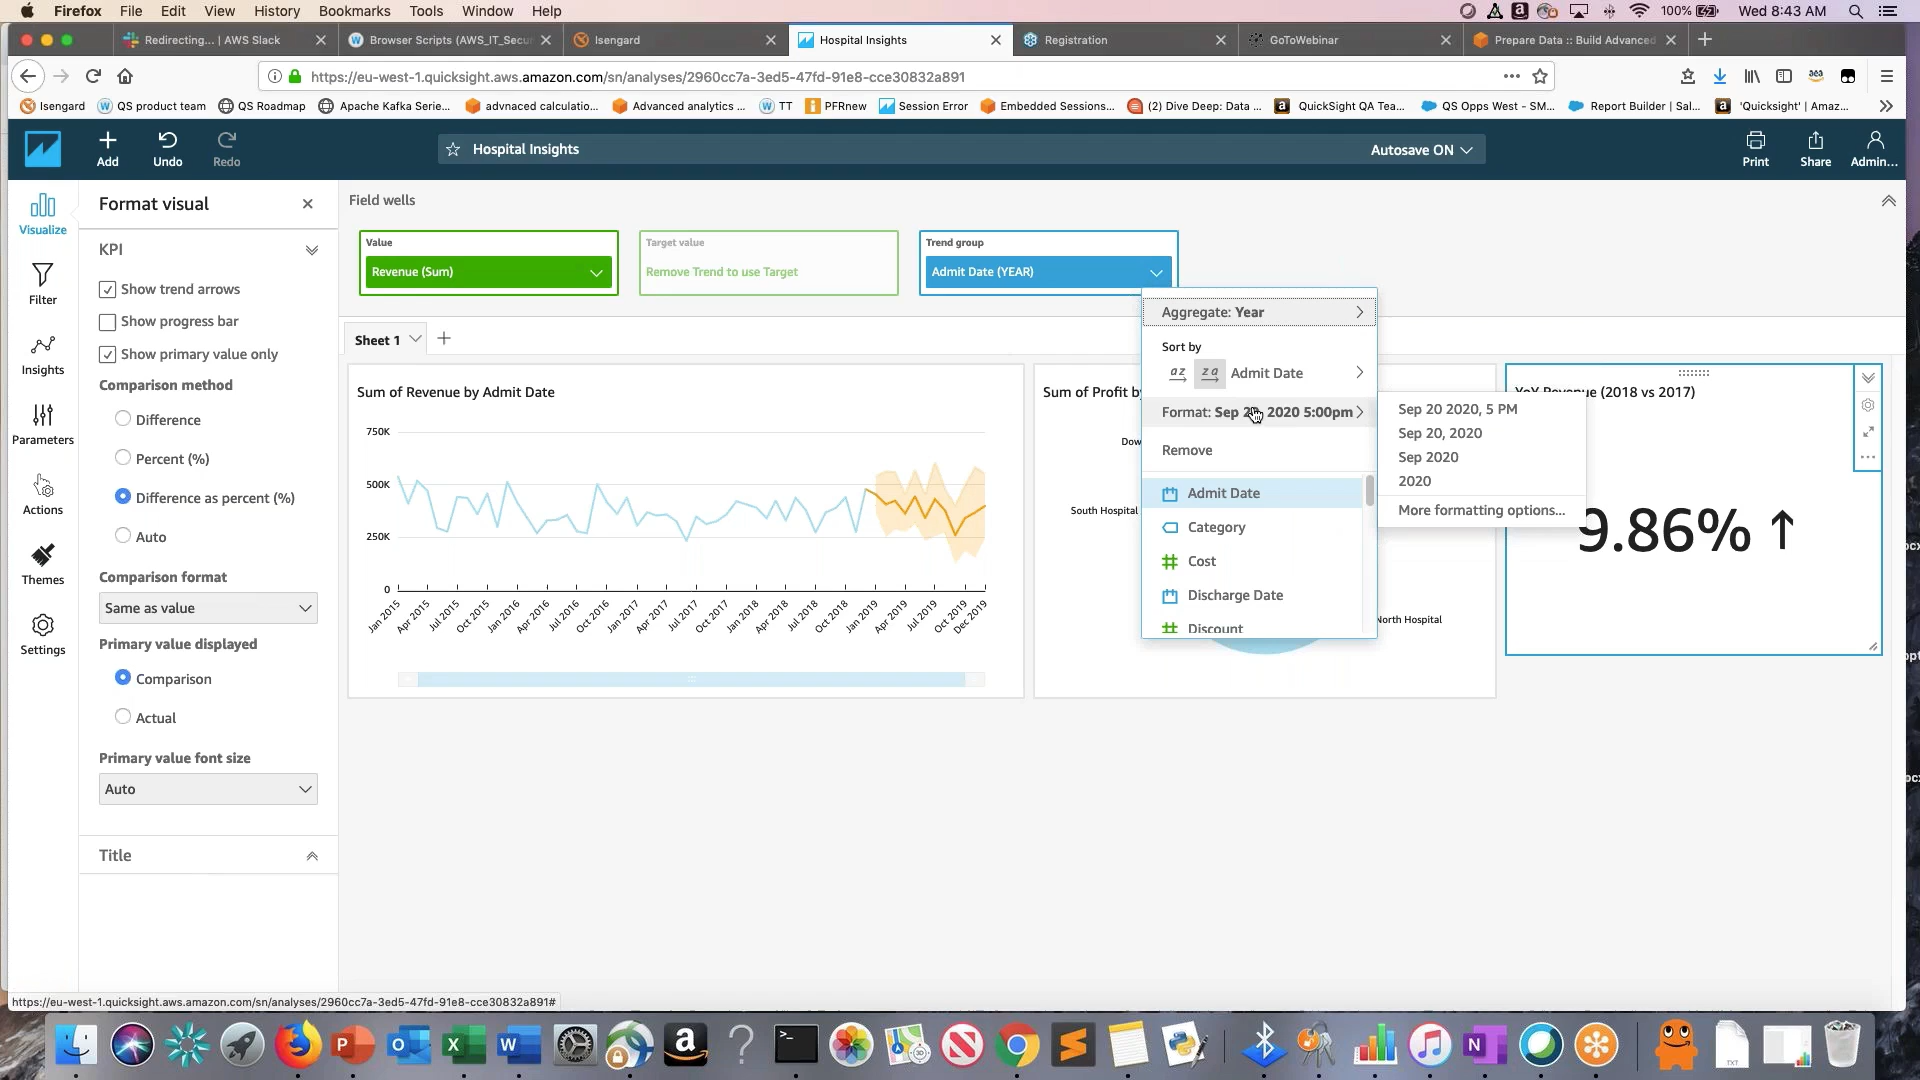 Firefox File Edit View History Bookmarks Tools Window Help
100% Wed 8:43 AM
Redirecting... | AWS Slack
Browser Scripts (AWS_IT_Secu
Isengard
Hospital Insights
Registration
GoToWebinar
Prepare Data :: Build Advanced
https://eu-west-1.quicksight.aws.amazon.com/sn/analyses/2960cc7a-3ed5-47fd-91e8-cce30832a891
Isengard QS product team QS Roadmap Apache Kafka Serie... advnaced calculatio... Advanced analytics ... TT PFRnew Session Error Embedded Sessions... (2) Dive Deep: Data ... QuickSight QA Tea... QS Opps West - SM... Report Builder | Sal... 'Quicksight' | Amaz...
Add Undo Redo
Hospital Insights
Autosave ON
Print Share Admin...
Visualize
Filter
Insights
Parameters
Actions
Themes
Settings
Format visual
KPI
Show trend arrows
Show progress bar
Show primary value only
Comparison method
Difference
Percent (%)
Difference as percent (%)
Auto
Comparison format
Same as value
Primary value displayed
Comparison
Actual
Primary value font size
Auto
Title
Field wells
Value
Revenue (Sum)
Target value
Remove Trend to use Target
Trend group
Admit Date (YEAR)
Sheet 1
Sum of Revenue by Admit Date
750K
500K
250K
0
Jan 2015 Apr 2015 Jul 2015 Oct 2015 Jan 2016 Apr 2016 Jul 2016 Oct 2016 Jan 2017 Apr 2017 Jul 2017 Oct 2017 Jan 2018 Apr 2018 Jul 2018 Oct 2018 Jan 2019 Apr 2019 Jul 2019 Oct 2019 Dec 2019
Sum of Profit by
Dow
South Hospital
North Hospital
Aggregate: Year
Sort by
az za Admit Date
Format: Sep 2 2020 5:00pm
Remove
Admit Date
Category
Cost
Discharge Date
Discount
Sep 20 2020, 5 PM
Sep 20, 2020
Sep 2020
2020
More formatting options...
YoY Revenue (2018 vs 2017)
9.86% ↑
https://eu-west-1.quicksight.aws.amazon.com/sn/analyses/2960cc7a-3ed5-47fd-91e8-cce30832a891#